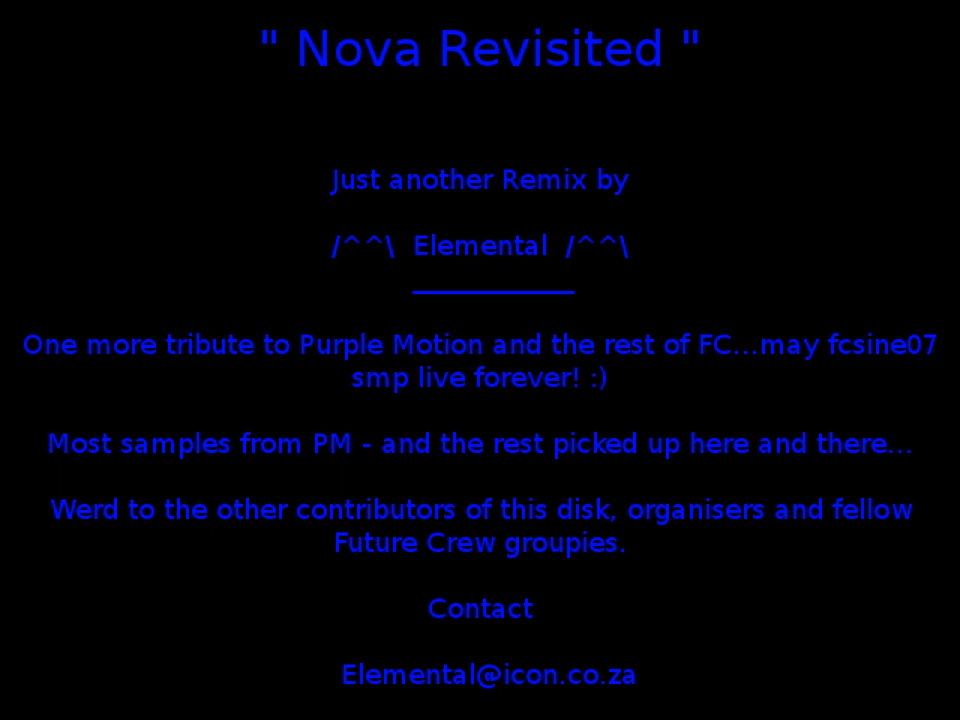 " Nova Revisited "
Just another Remix by
/^^\ Elemental /^^\
___________
One more tribute to Purple Motion and the rest of FC...may fcsine07
smp live forever! :)
Most samples from PM - and the rest picked up here and there...
Werd to the other contributors of this disk, organisers and fellow
Future Crew groupies.
Contact
Elemental@icon.co.za